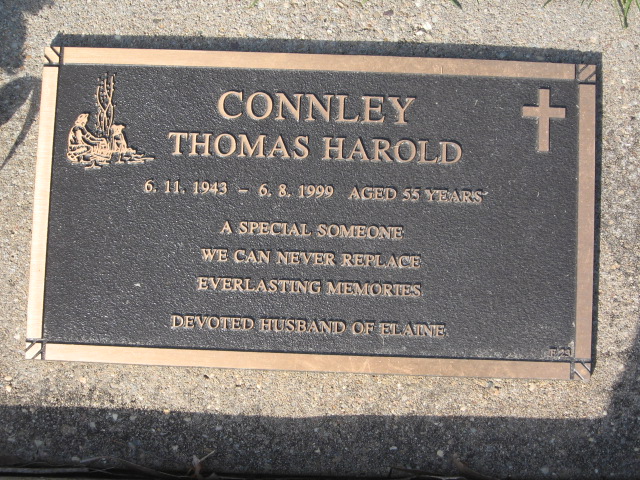 CONNLEY
THOMAS HAROLD
6. 11. 1943 – 6. 8. 1999 AGED 55 YEARS
A SPECIAL SOMEONE
WE CAN NEVER REPLACE
EVERLASTING MEMORIES
DEVOTED HUSBAND OF ELAINE